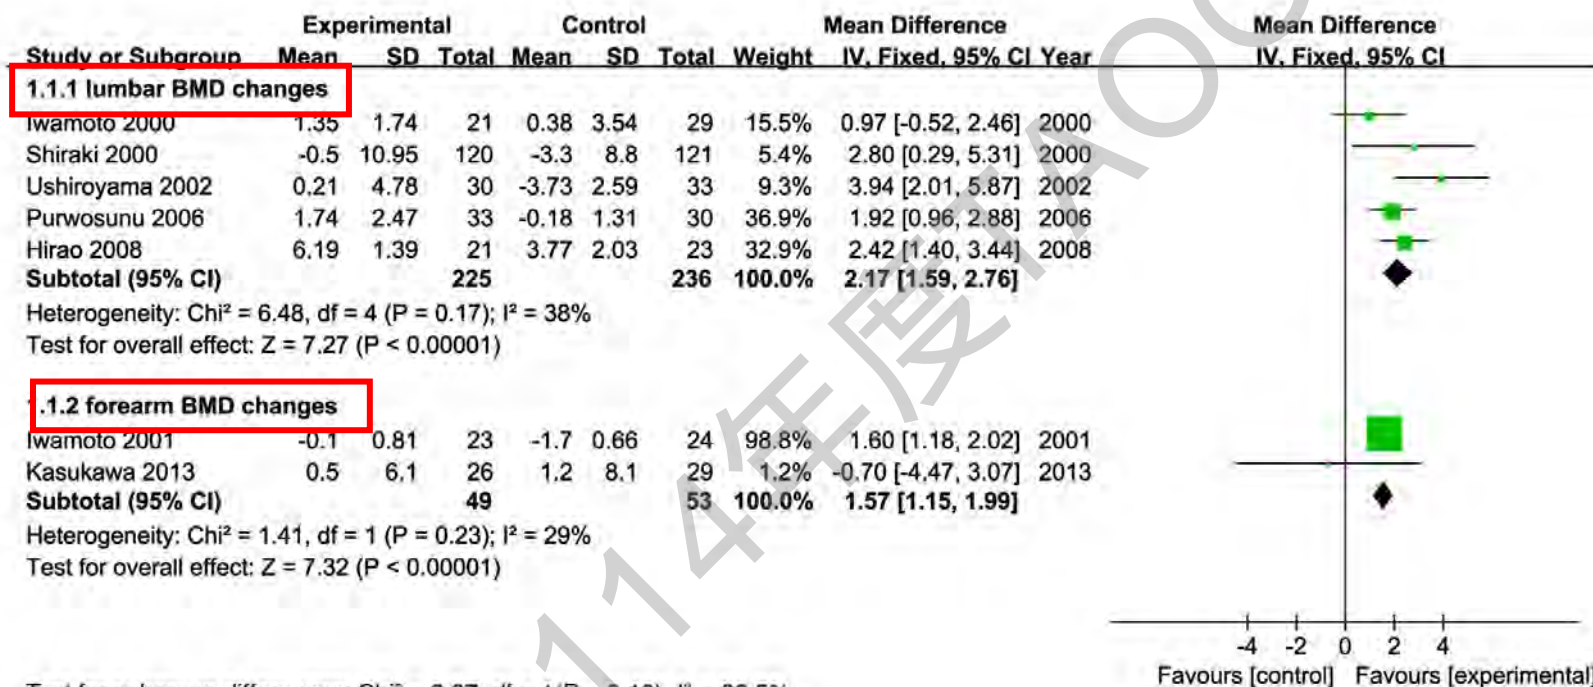 Experimental Control Mean Difference Mean Difference
Study or Subgroup Mean SD Total Mean SD Total Weight IV, Fixed, 95% CI Year IV, Fixed, 95% CI
1.1.1 lumbar BMD changes
Iwamoto 2000 1.35 1.74 21 0.38 3.54 29 15.5% 0.97 [-0.52, 2.46] 2000
Shiraki 2000 -0.5 10.95 120 -3.3 8.8 121 5.4% 2.80 [0.29, 5.31] 2000
Ushiroyama 2002 0.21 4.78 30 -3.73 2.59 33 9.3% 3.94 [2.01, 5.87] 2002
Purwosunu 2006 1.74 2.47 33 -0.18 1.31 30 36.9% 1.92 [0.96, 2.88] 2006
Hirao 2008 6.19 1.39 21 3.77 2.03 23 32.9% 2.42 [1.40, 3.44] 2008
Subtotal (95% CI) 225 236 100.0% 2.17 [1.59, 2.76]
Heterogeneity: Chi² = 6.48, df = 4 (P = 0.17); I² = 38%
Test for overall effect: Z = 7.27 (P < 0.00001)
.1.2 forearm BMD changes
Iwamoto 2001 -0.1 0.81 23 -1.7 0.66 24 98.8% 1.60 [1.18, 2.02] 2001
Kasukawa 2013 0.5 6.1 26 1.2 8.1 29 1.2% -0.70 [-4.47, 3.07] 2013
Subtotal (95% CI) 49 53 100.0% 1.57 [1.15, 1.99]
Heterogeneity: Chi² = 1.41, df = 1 (P = 0.23); I² = 29%
Test for overall effect: Z = 7.32 (P < 0.00001)
-4 -2 0 2 4
Favours [control] Favours [experimental]
114年度TAO